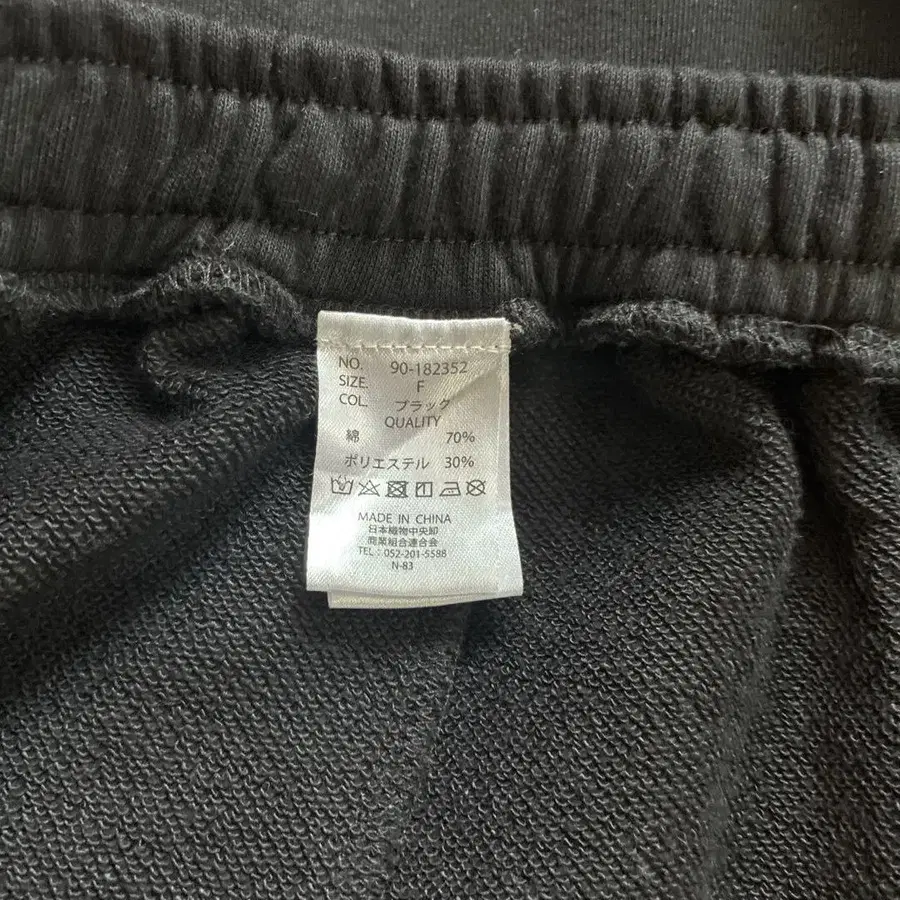 NO. 90-182352
SIZE. F
COL. ブラック
QUALITY
綿 70%
ポリエステル 30%
MADE IN CHINA
日本織物中央卸
商業組合連合会
TEL：052-201-5588
N-83